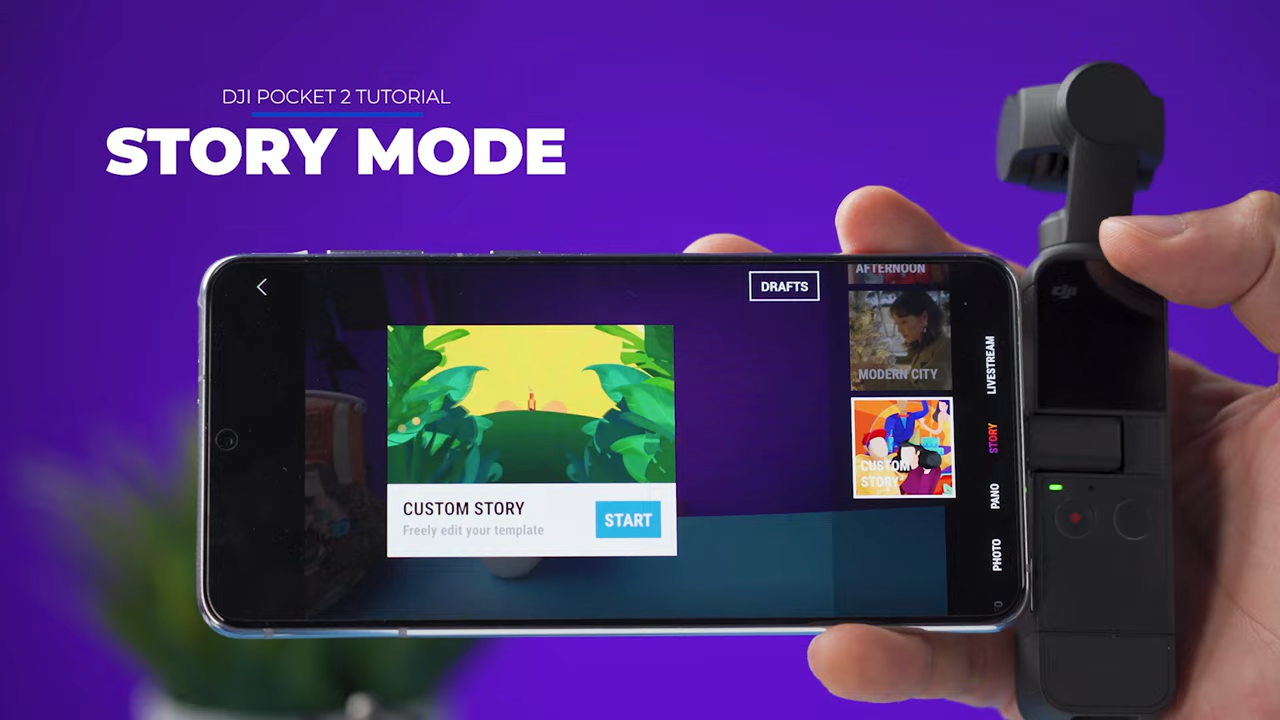 DJI POCKET 2 TUTORIAL
STORY MODE
DRAFTS
AFTERNOON
MODERN CITY
CUSTOM
STORY
CUSTOM STORY
Freely edit your template
START
LIVESTREAM
STORY
PANO
PHOTO
dji